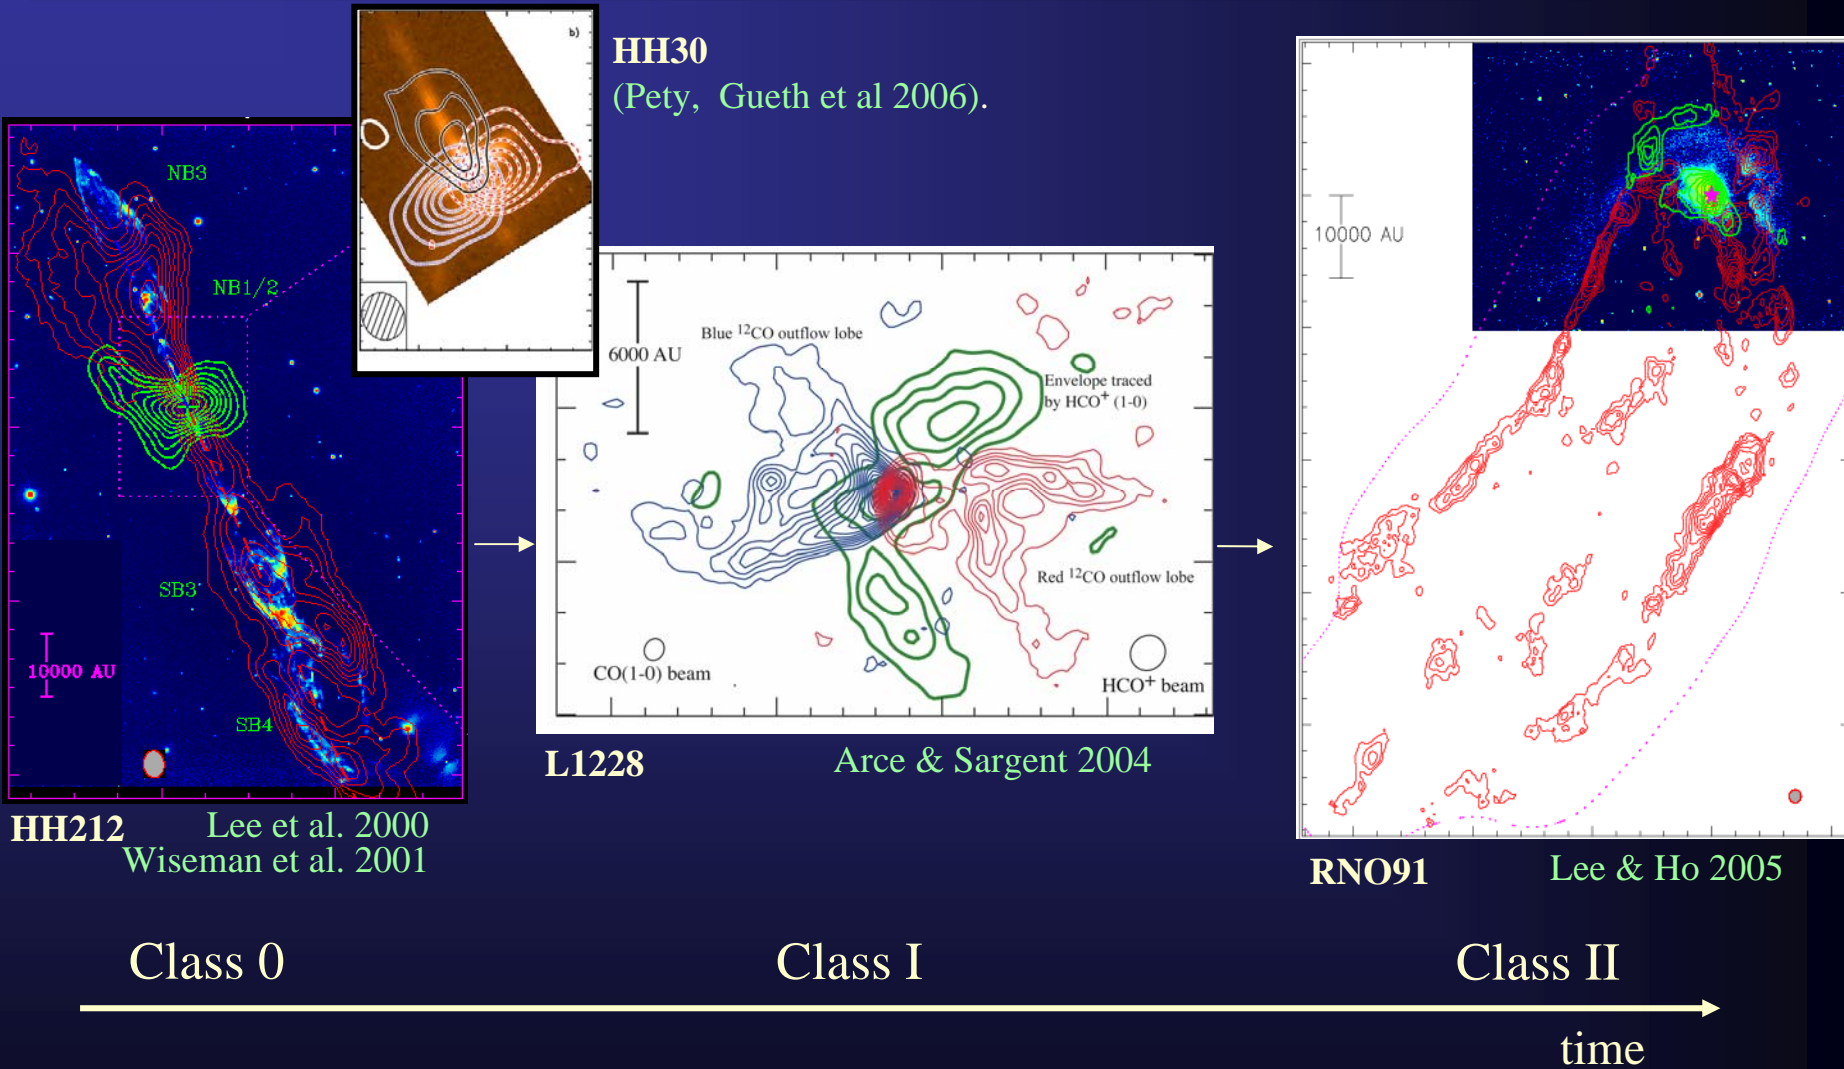 b)
HH30
(Pety, Gueth et al 2006).
NB3
NB1/2
SB3
SB4
10000 AU
HH212
Lee et al. 2000
Wiseman et al. 2001
6000 AU
Blue ¹²CO outflow lobe
Envelope traced
by HCO⁺ (1-0)
Red ¹²CO outflow lobe
CO(1-0) beam
HCO⁺ beam
L1228
Arce & Sargent 2004
10000 AU
RNO91
Lee & Ho 2005
Class 0
Class I
Class II
time